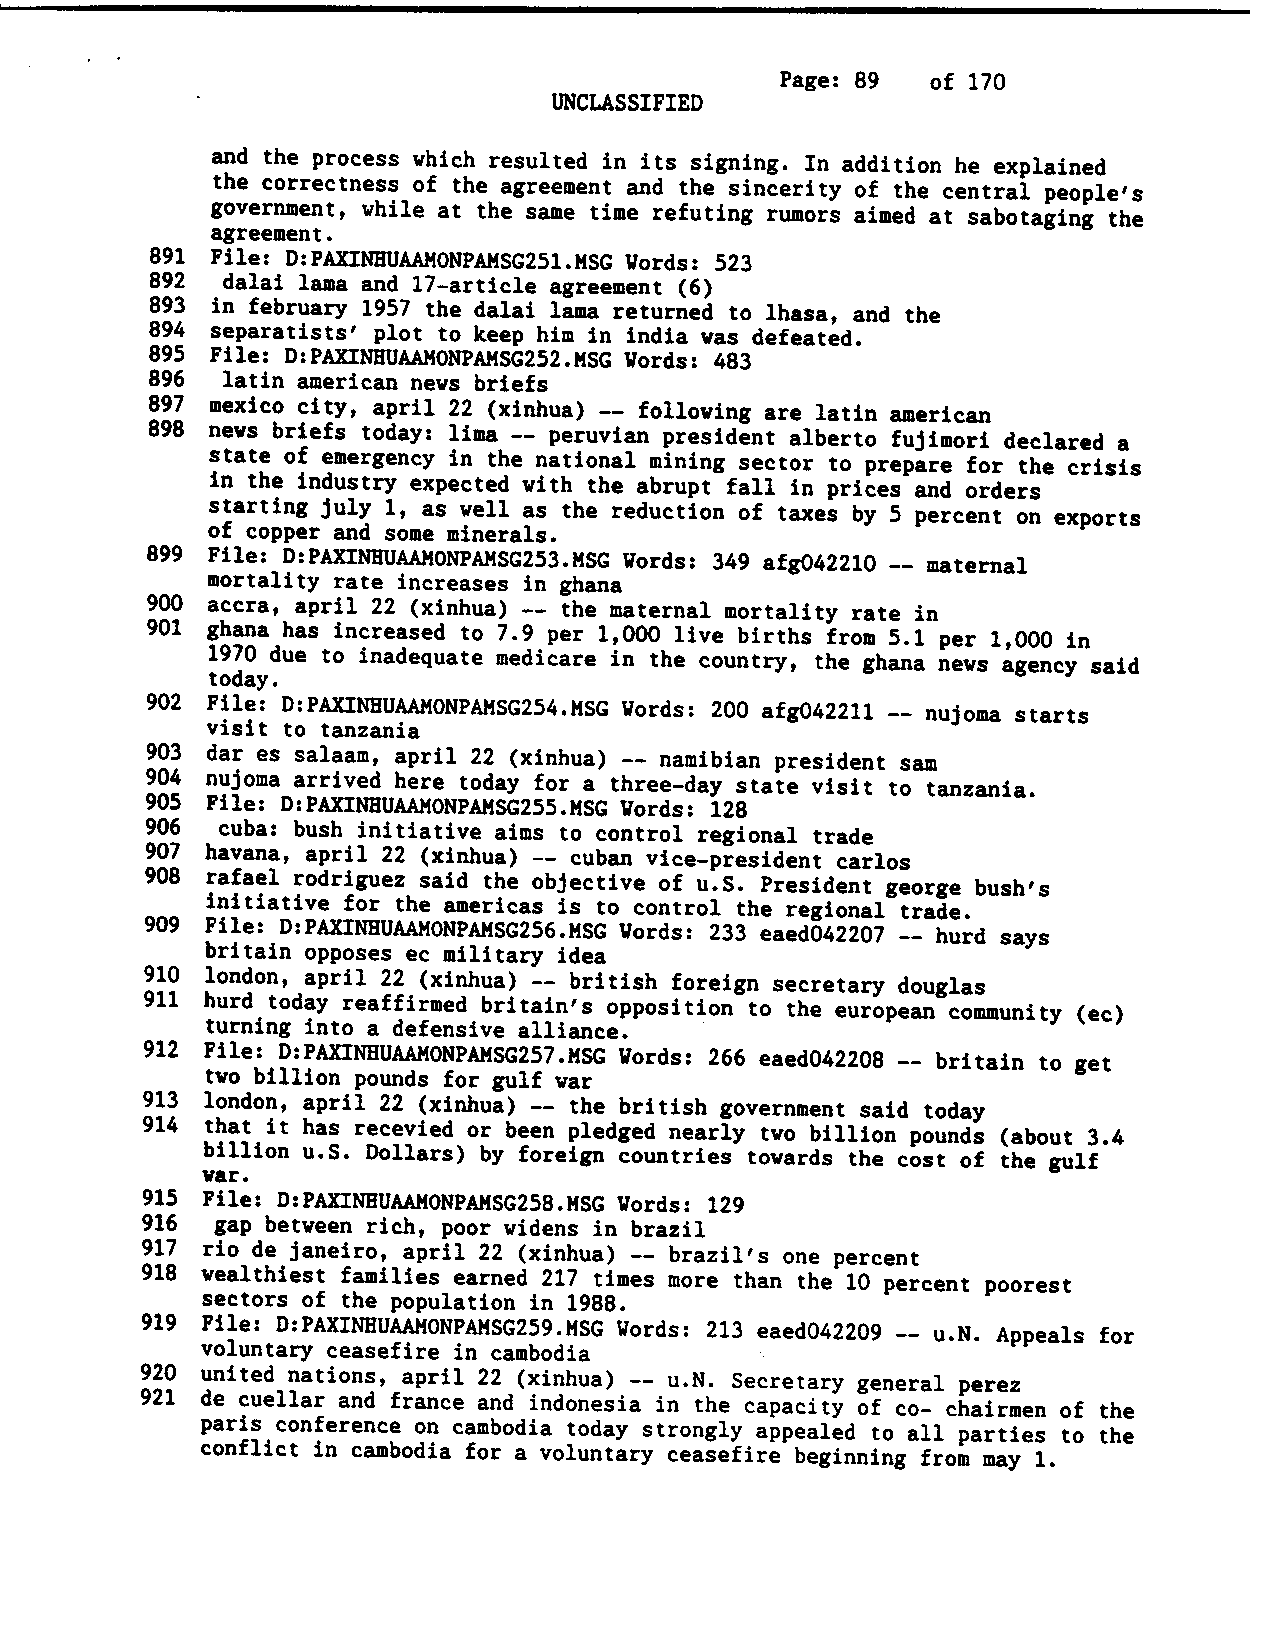 Page: 89 of 170
UNCLASSIFIED
and the process which resulted in its signing. In addition he explained
the correctness of the agreement and the sincerity of the central people's
government, while at the same time refuting rumors aimed at sabotaging the
agreement.
891 File: D:PAXINHUAAMONPAMSG251.MSG Words: 523
892 dalai lama and 17-article agreement (6)
893 in february 1957 the dalai lama returned to lhasa, and the
894 separatists' plot to keep him in india was defeated.
895 File: D:PAXINHUAAMONPAMSG252.MSG Words: 483
896 latin american news briefs
897 mexico city, april 22 (xinhua) -- following are latin american
898 news briefs today: lima -- peruvian president alberto fujimori declared a
state of emergency in the national mining sector to prepare for the crisis
in the industry expected with the abrupt fall in prices and orders
starting july 1, as well as the reduction of taxes by 5 percent on exports
of copper and some minerals.
899 File: D:PAXINHUAAMONPAMSG253.MSG Words: 349 afg042210 -- maternal
mortality rate increases in ghana
900 accra, april 22 (xinhua) -- the maternal mortality rate in
901 ghana has increased to 7.9 per 1,000 live births from 5.1 per 1,000 in
1970 due to inadequate medicare in the country, the ghana news agency said
today.
902 File: D:PAXINHUAAMONPAMSG254.MSG Words: 200 afg042211 -- nujoma starts
visit to tanzania
903 dar es salaam, april 22 (xinhua) -- namibian president sam
904 nujoma arrived here today for a three-day state visit to tanzania.
905 File: D:PAXINHUAAMONPAMSG255.MSG Words: 128
906 cuba: bush initiative aims to control regional trade
907 havana, april 22 (xinhua) -- cuban vice-president carlos
908 rafael rodriguez said the objective of u.S. President george bush's
initiative for the americas is to control the regional trade.
909 File: D:PAXINHUAAMONPAMSG256.MSG Words: 233 eaed042207 -- hurd says
britain opposes ec military idea
910 london, april 22 (xinhua) -- british foreign secretary douglas
911 hurd today reaffirmed britain's opposition to the european community (ec)
turning into a defensive alliance.
912 File: D:PAXINHUAAMONPAMSG257.MSG Words: 266 eaed042208 -- britain to get
two billion pounds for gulf war
913 london, april 22 (xinhua) -- the british government said today
914 that it has recevied or been pledged nearly two billion pounds (about 3.4
billion u.S. Dollars) by foreign countries towards the cost of the gulf
war.
915 File: D:PAXINHUAAMONPAMSG258.MSG Words: 129
916 gap between rich, poor widens in brazil
917 rio de janeiro, april 22 (xinhua) -- brazil's one percent
918 wealthiest families earned 217 times more than the 10 percent poorest
sectors of the population in 1988.
919 File: D:PAXINHUAAMONPAMSG259.MSG Words: 213 eaed042209 -- u.N. Appeals for
voluntary ceasefire in cambodia
920 united nations, april 22 (xinhua) -- u.N. Secretary general perez
921 de cuellar and france and indonesia in the capacity of co- chairmen of the
paris conference on cambodia today strongly appealed to all parties to the
conflict in cambodia for a voluntary ceasefire beginning from may 1.